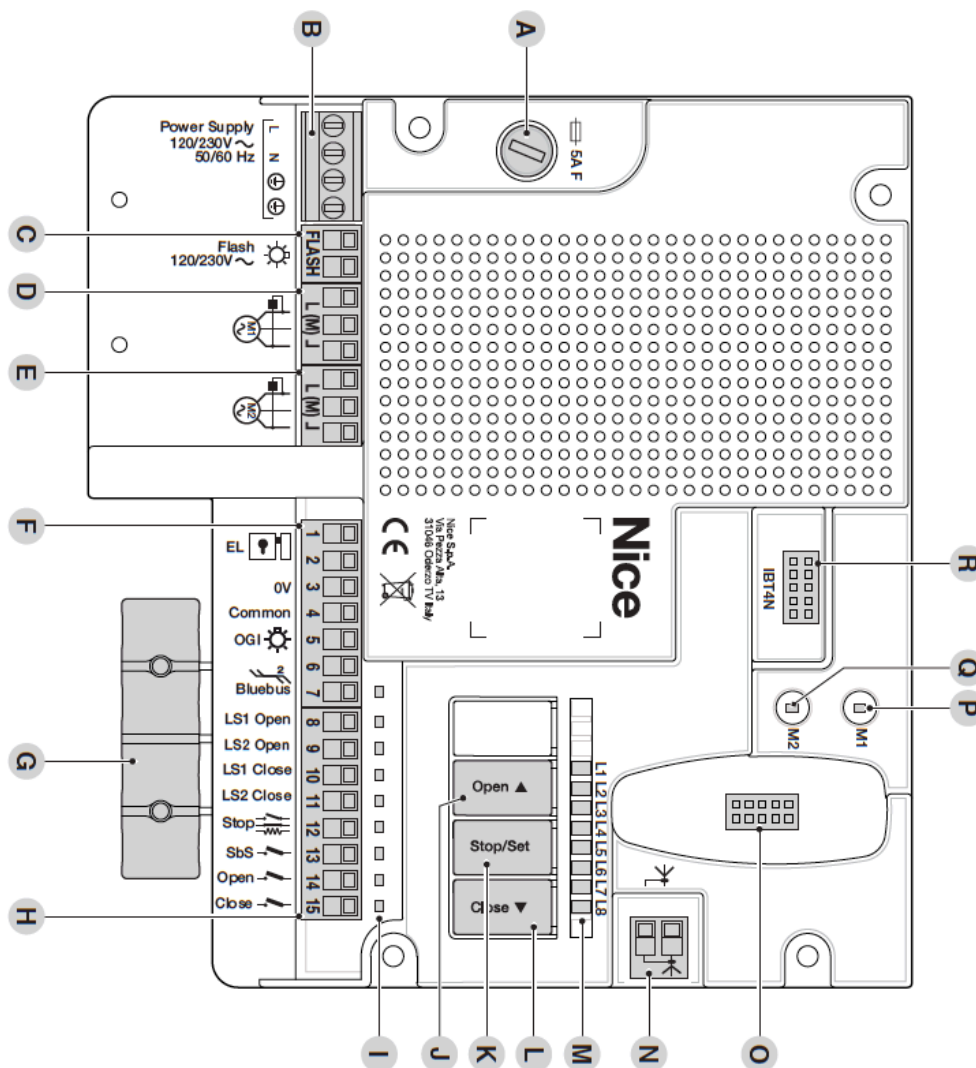 B
A
Power Supply
120/230V ~
50/60 Hz
L
N
5A F
C
Flash
120/230V ~
FLASH
D
M1
L (M) L
E
M2
L (M) L
F
EL
1
2
0V
3
Common
4
OGI
5
6
2
Bluebus
7
LS1 Open
8
LS2 Open
9
LS1 Close
10
LS2 Close
11
Stop
12
SbS
13
Open
14
Close
15
G
H
Nice S.p.A.
Via Pezza Alta, 13
31046 Oderzo TV Italy
CE
Nice
IBT4N
R
Q
P
M2
M1
L1 L2 L3 L4 L5 L6 L7 L8
Open ▲
Stop/Set
Close ▼
I
J
K
L
M
N
O